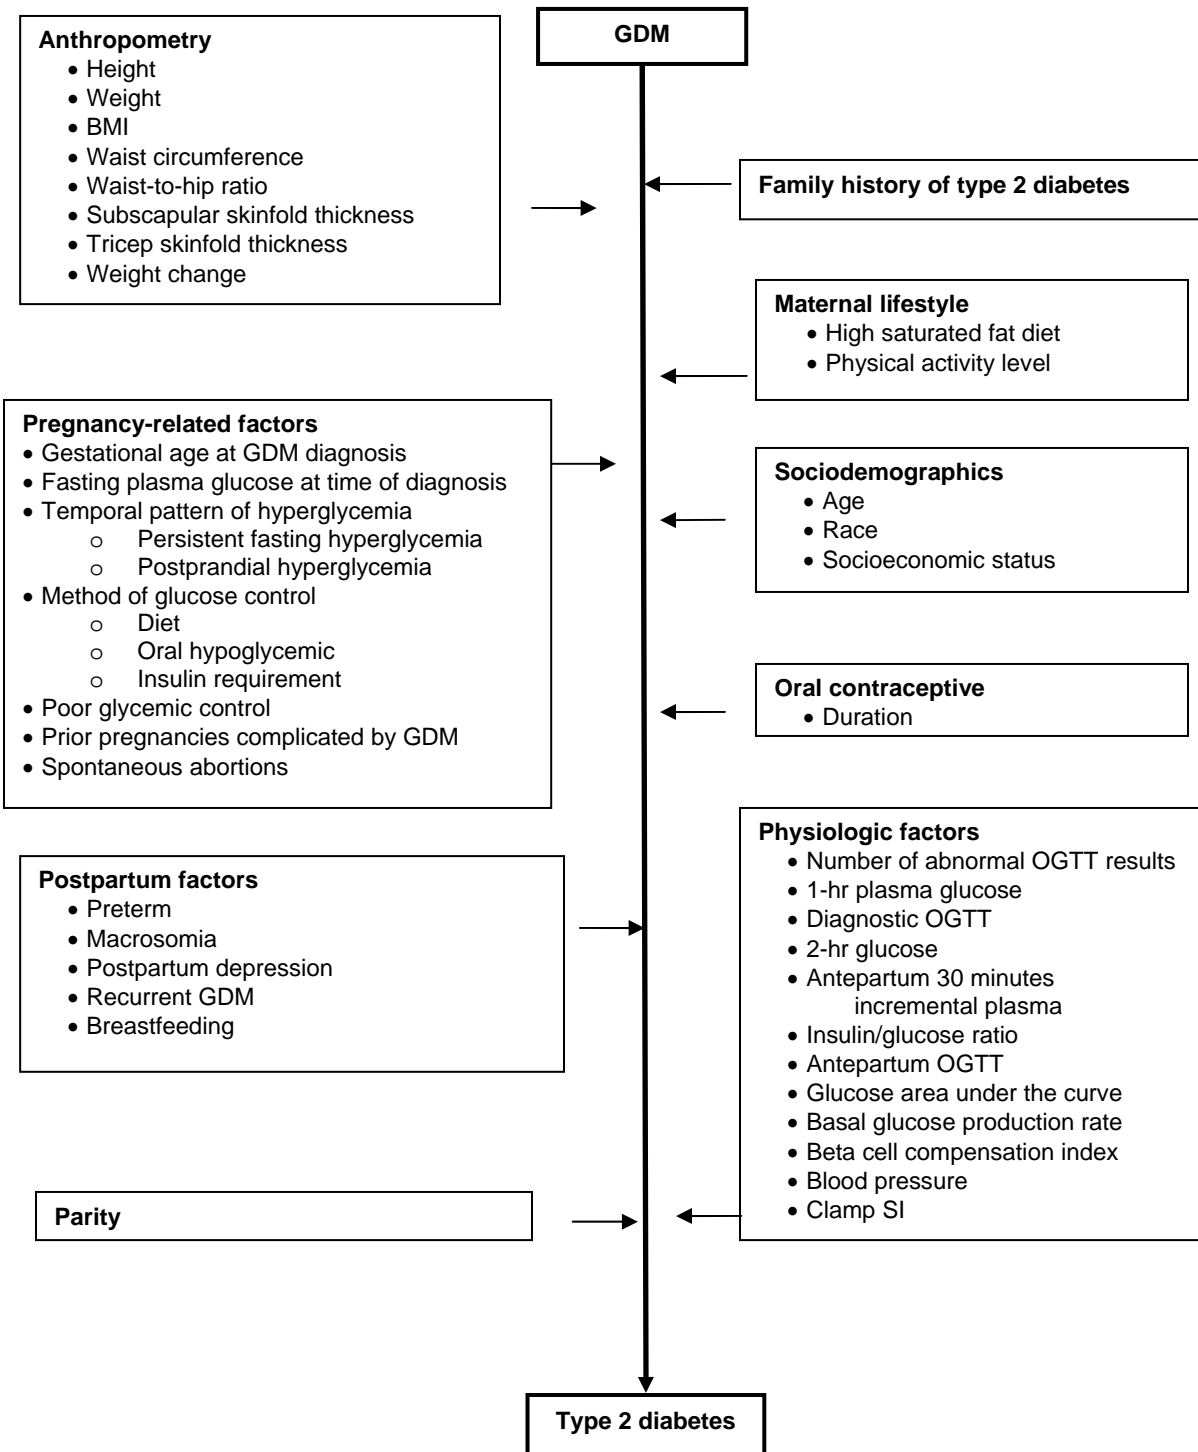 GDM
Anthropometry
• Height
• Weight
• BMI
• Waist circumference
• Waist-to-hip ratio
• Subscapular skinfold thickness
• Tricep skinfold thickness
• Weight change
Family history of type 2 diabetes
Maternal lifestyle
• High saturated fat diet
• Physical activity level
Pregnancy-related factors
• Gestational age at GDM diagnosis
• Fasting plasma glucose at time of diagnosis
• Temporal pattern of hyperglycemia
o Persistent fasting hyperglycemia
o Postprandial hyperglycemia
• Method of glucose control
o Diet
o Oral hypoglycemic
o Insulin requirement
• Poor glycemic control
• Prior pregnancies complicated by GDM
• Spontaneous abortions
Sociodemographics
• Age
• Race
• Socioeconomic status
Oral contraceptive
• Duration
Postpartum factors
• Preterm
• Macrosomia
• Postpartum depression
• Recurrent GDM
• Breastfeeding
Physiologic factors
• Number of abnormal OGTT results
• 1-hr plasma glucose
• Diagnostic OGTT
• 2-hr glucose
• Antepartum 30 minutes
incremental plasma
• Insulin/glucose ratio
• Antepartum OGTT
• Glucose area under the curve
• Basal glucose production rate
• Beta cell compensation index
• Blood pressure
• Clamp SI
Parity
Type 2 diabetes